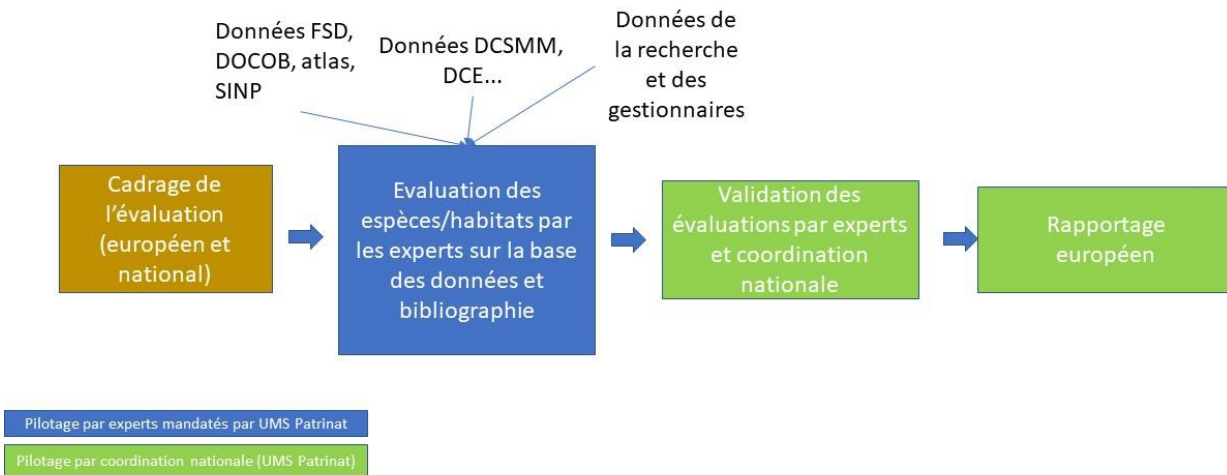 Données FSD,
DOCOB, atlas,
SINP
Données DCSMM,
DCE...
Données de
la recherche
et des
gestionnaires
Cadrage de
l'évaluation
(européen et
national)
Evaluation des
espèces/habitats par
les experts sur la base
des données et
bibliographie
Validation des
évaluations par experts
et coordination
nationale
Rapportage
européen
Pilotage par experts mandatés par UMS Patrinat
Pilotage par coordination nationale (UMS Patrinat)